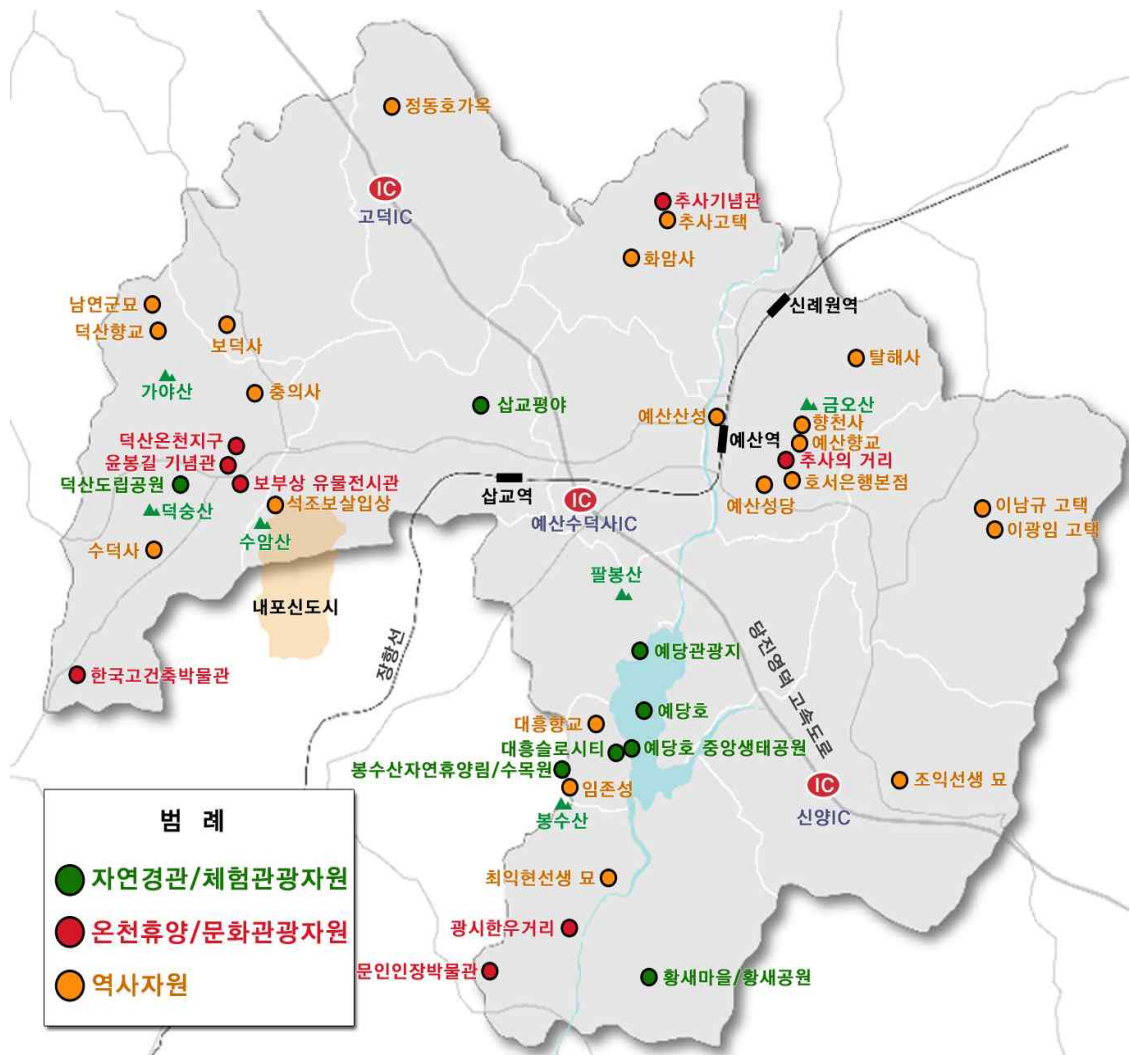 정동호가옥
IC
고덕IC
추사기념관
추사고택
화암사
남연군묘
덕산향교
보덕사
신례원역
탈해사
가야산
충의사
삽교평야
예산산성
금오산
향천사
예산역
예산향교
덕산온천지구
윤봉길 기념관
추사의 거리
덕산도립공원
보부상 유물전시관
삽교역
호서은행본점
예산성당
석조보살입상
덕숭산
IC
예산수덕사IC
이남규 고택
이광임 고택
수암산
수덕사
팔봉산
내포신도시
장항선
당진영덕 고속도로
예당관광지
한국고건축박물관
예당호
대흥향교
대흥슬로시티
예당호 중앙생태공원
봉수산자연휴양림/수목원
임존성
봉수산
IC
신양IC
조익선생 묘
범 례
자연경관/체험관광자원
온천휴양/문화관광자원
역사자원
최익현선생 묘
광시한우거리
문인인장박물관
황새마을/황새공원